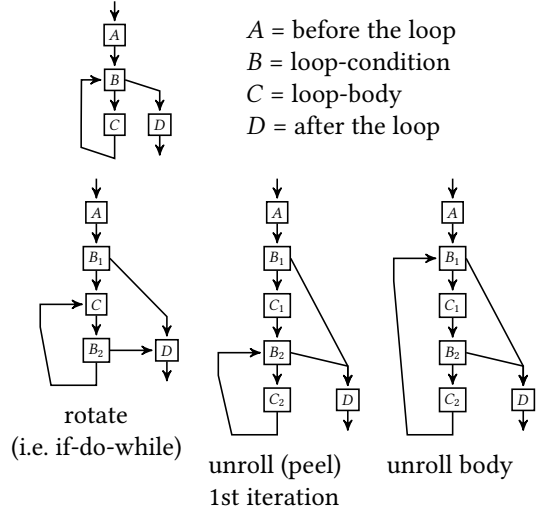 A
B
C D
A = before the loop
B = loop-condition
C = loop-body
D = after the loop
A
B₁
C
B₂ D
rotate
(i.e. if-do-while)
A
B₁
C₁
B₂
C₂ D
unroll (peel)
1st iteration
A
B₁
C₁
B₂
C₂ D
unroll body